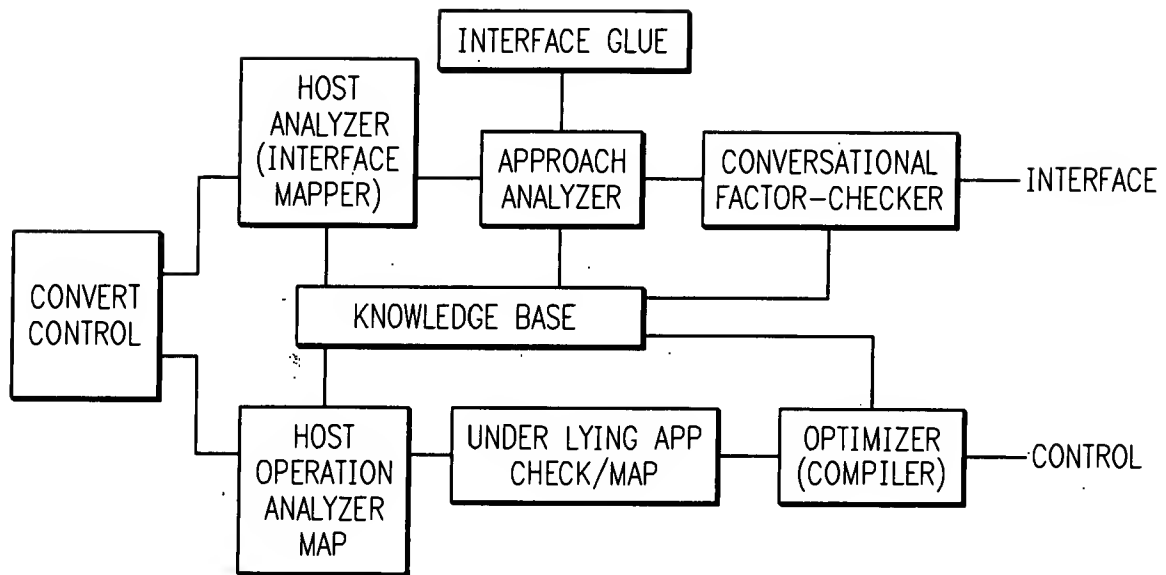 INTERFACE GLUE
HOST
ANALYZER
(INTERFACE
MAPPER)
APPROACH
ANALYZER
CONVERSATIONAL
FACTOR-CHECKER
INTERFACE
CONVERT
CONTROL
KNOWLEDGE BASE
HOST
OPERATION
ANALYZER
MAP
UNDER LYING APP
CHECK/MAP
OPTIMIZER
(COMPILER)
CONTROL